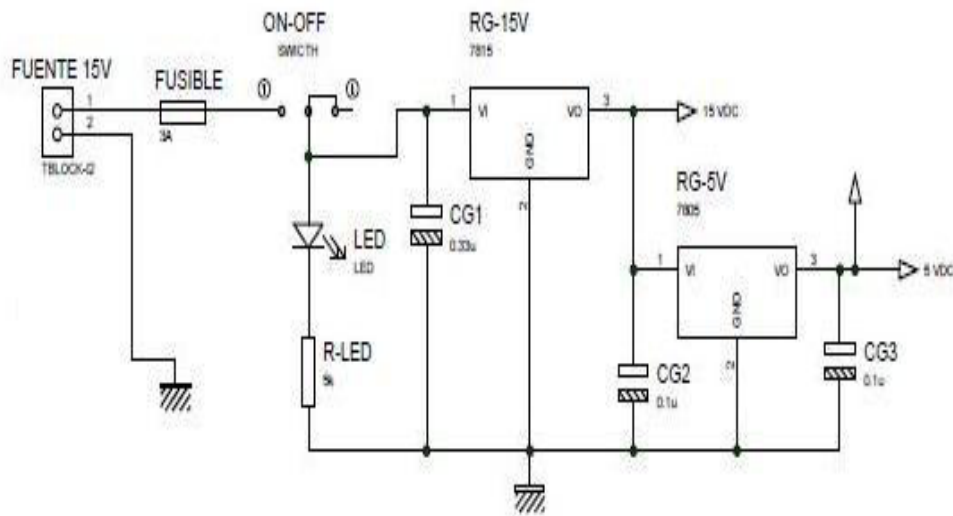 ON-OFF
SWICTH
RG-15V
7815
FUENTE 15V
FUSIBLE
1
2
3A
TBLOCK-02
1
VI
VO
3
GND
2
15 VDC
RG-5V
7805
LED
LED
CG1
0.33u
1
VI
VO
3
GND
2
5 VDC
R-LED
5k
CG2
0.1u
CG3
0.1u